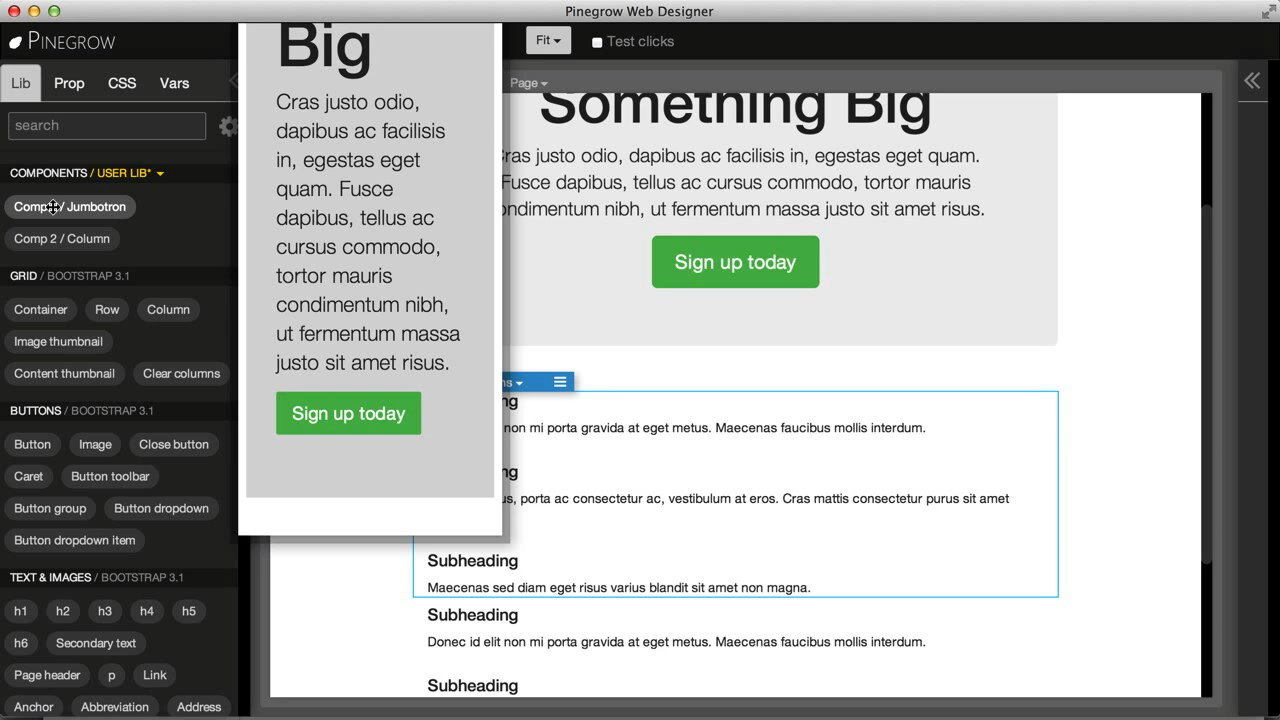 Pinegrow Web Designer
PINEGROW
Fit
Test clicks
Lib Prop CSS Vars
search
COMPONENTS / USER LIB*
/ Jumbotron
Comp 2 / Column
GRID / BOOTSTRAP 3.1
Container Row Column
Image thumbnail
Content thumbnail Clear columns
BUTTONS / BOOTSTRAP 3.1
Button Image Close button
Caret Button toolbar
Button group Button dropdown
Button dropdown item
TEXT & IMAGES / BOOTSTRAP 3.1
h1 h2 h3 h4 h5
h6 Secondary text
Page header p Link
Anchor Abbreviation Address
Big
Cras justo odio,
dapibus ac facilisis
in, egestas eget
quam. Fusce
dapibus, tellus ac
cursus commodo,
tortor mauris
condimentum nibh,
ut fermentum massa
justo sit amet risus.
Sign up today
Page
Something Big
Cras justo odio, dapibus ac facilisis in, egestas eget quam.
Fusce dapibus, tellus ac cursus commodo, tortor mauris
condimentum nibh, ut fermentum massa justo sit amet risus.
Sign up today
non mi porta gravida at eget metus. Maecenas faucibus mollis interdum.
porta ac consectetur ac, vestibulum at eros. Cras mattis consectetur purus sit amet
Subheading
Maecenas sed diam eget risus varius blandit sit amet non magna.
Subheading
Donec id elit non mi porta gravida at eget metus. Maecenas faucibus mollis interdum.
Subheading